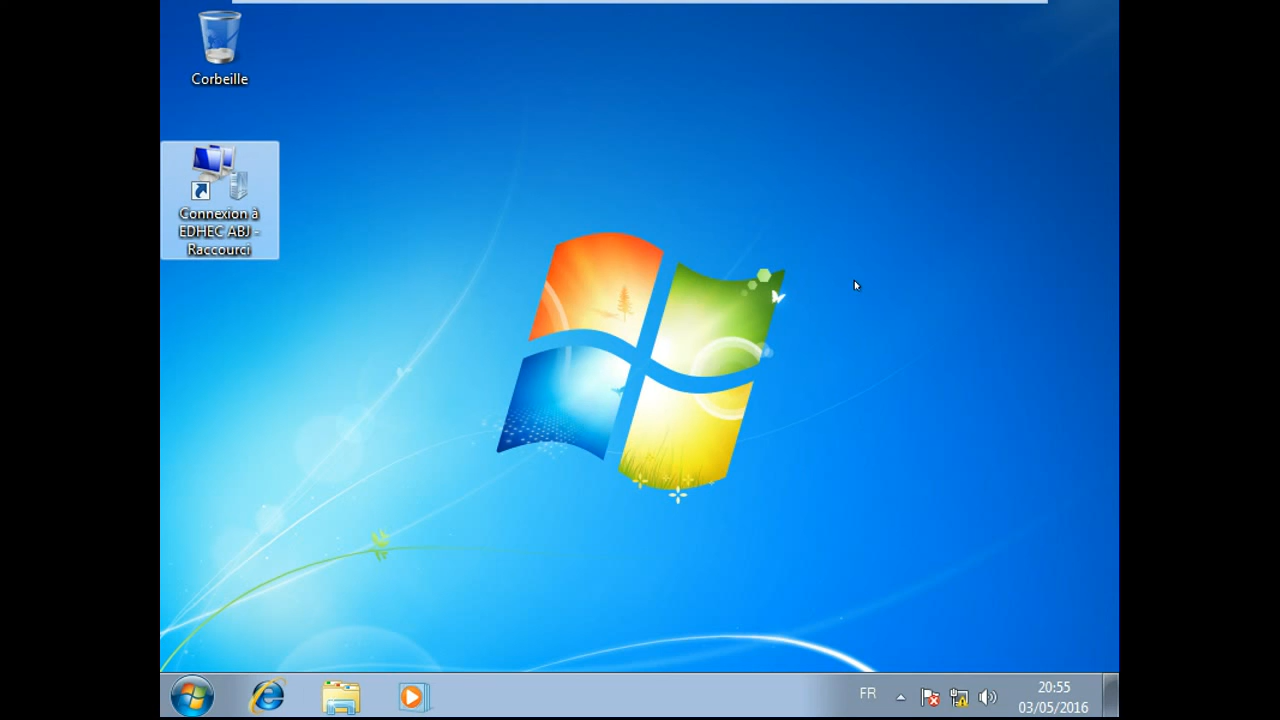 Corbeille
Connexion à
EDHEC ABJ -
Raccourci
FR
20:55
03/05/2016